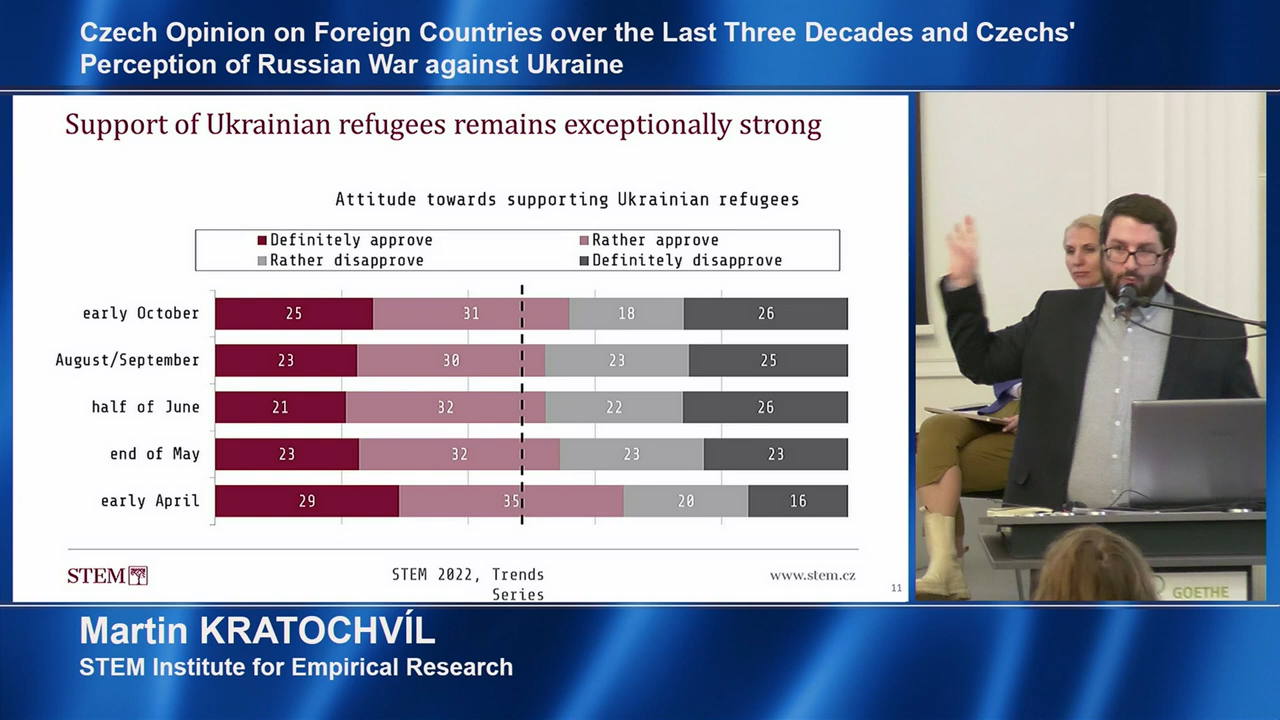 Czech Opinion on Foreign Countries over the Last Three Decades and Czechs'
Perception of Russian War against Ukraine
Support of Ukrainian refugees remains exceptionally strong
Attitude towards supporting Ukrainian refugees
Definitely approve
Rather approve
Rather disapprove
Definitely disapprove
early October 25 31 18 26
August/September 23 30 23 25
half of June 21 32 22 26
end of May 23 32 23 23
early April 29 35 20 16
STEM
STEM 2022, Trends
Series
www.stem.cz
11
GOETHE
Martin KRATOCHVÍL
STEM Institute for Empirical Research